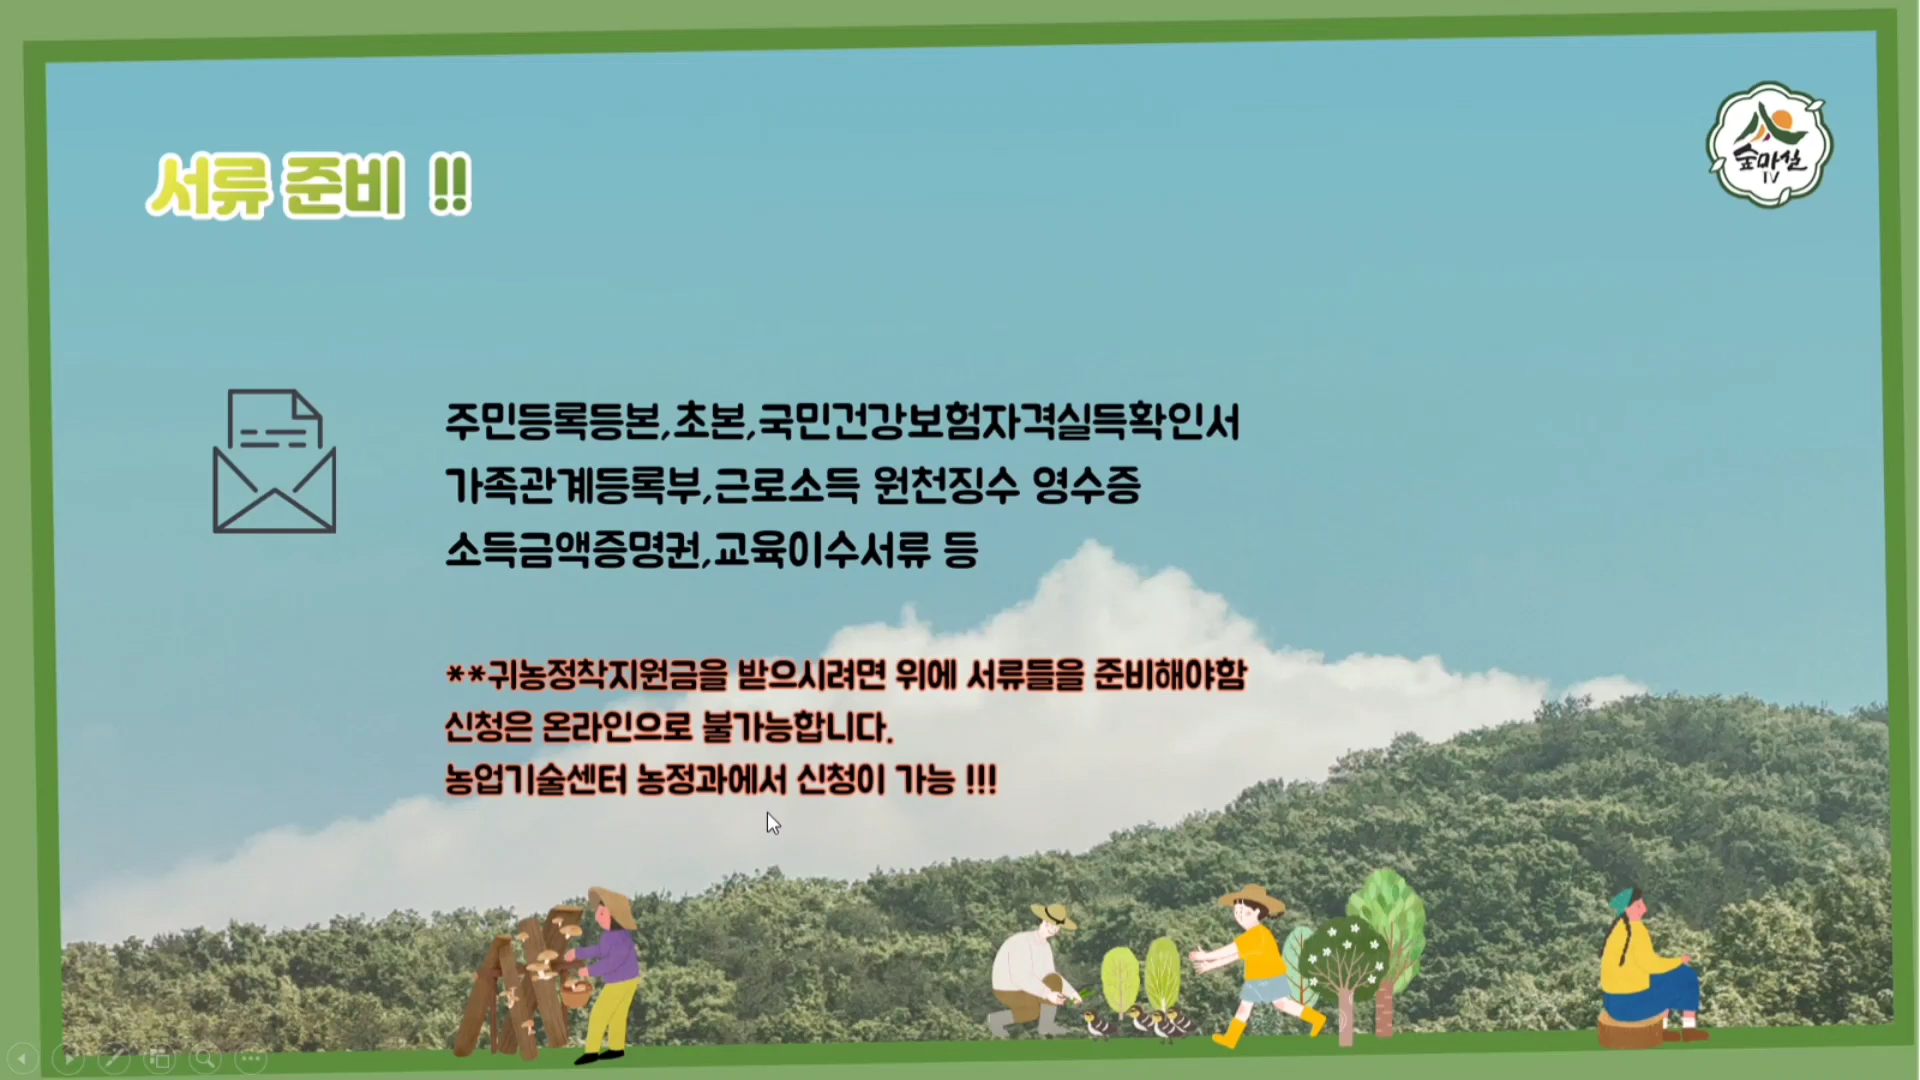 서류 준비 !!
숲마실
TV
주민등록등본,초본,국민건강보험자격실득확인서
가족관계등록부,근로소득 원천징수 영수증
소득금액증명권,교육이수서류 등
**귀농정착지원금을 받으시려면 위에 서류들을 준비해야함
신청은 온라인으로 불가능합니다.
농업기술센터 농정과에서 신청이 가능 !!!